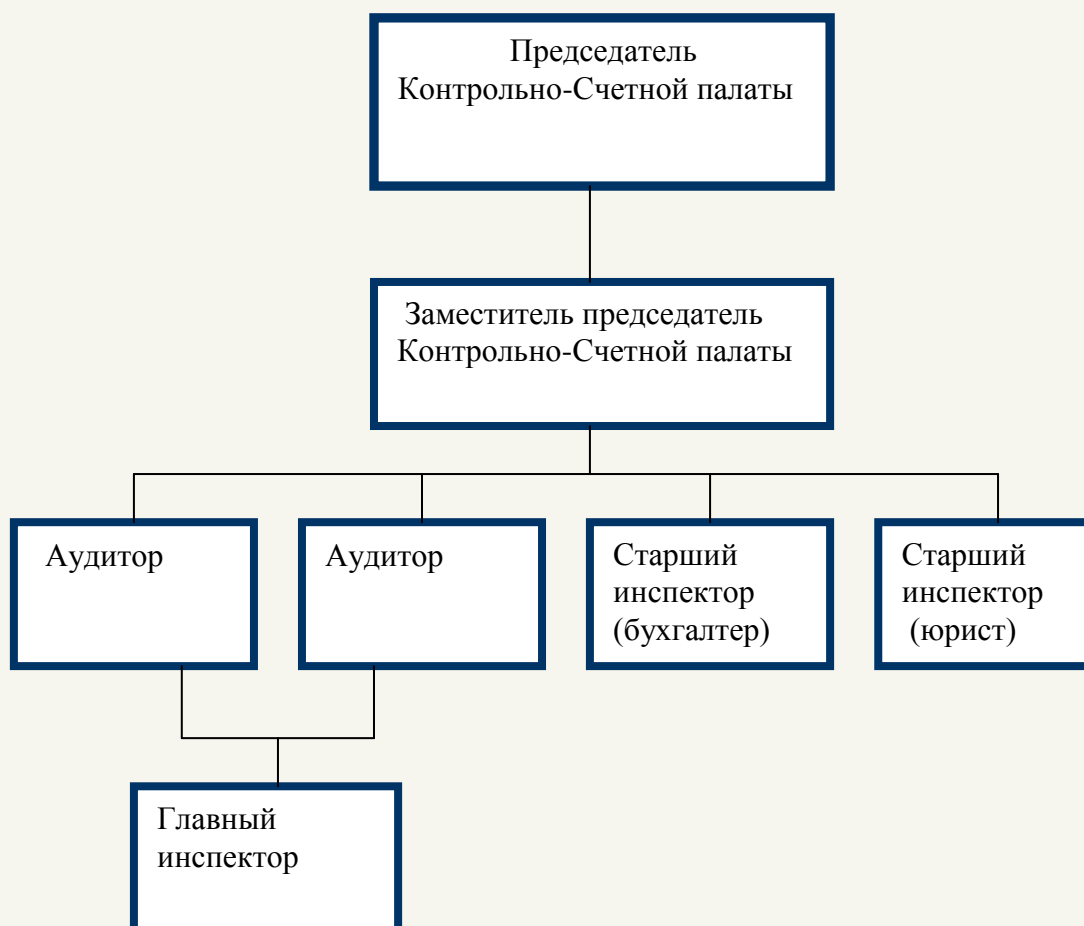 Председатель
Контрольно-Счетной палаты
Заместитель председатель
Контрольно-Счетной палаты
Аудитор
Аудитор
Старший
инспектор
(бухгалтер)
Старший
инспектор
(юрист)
Главный
инспектор